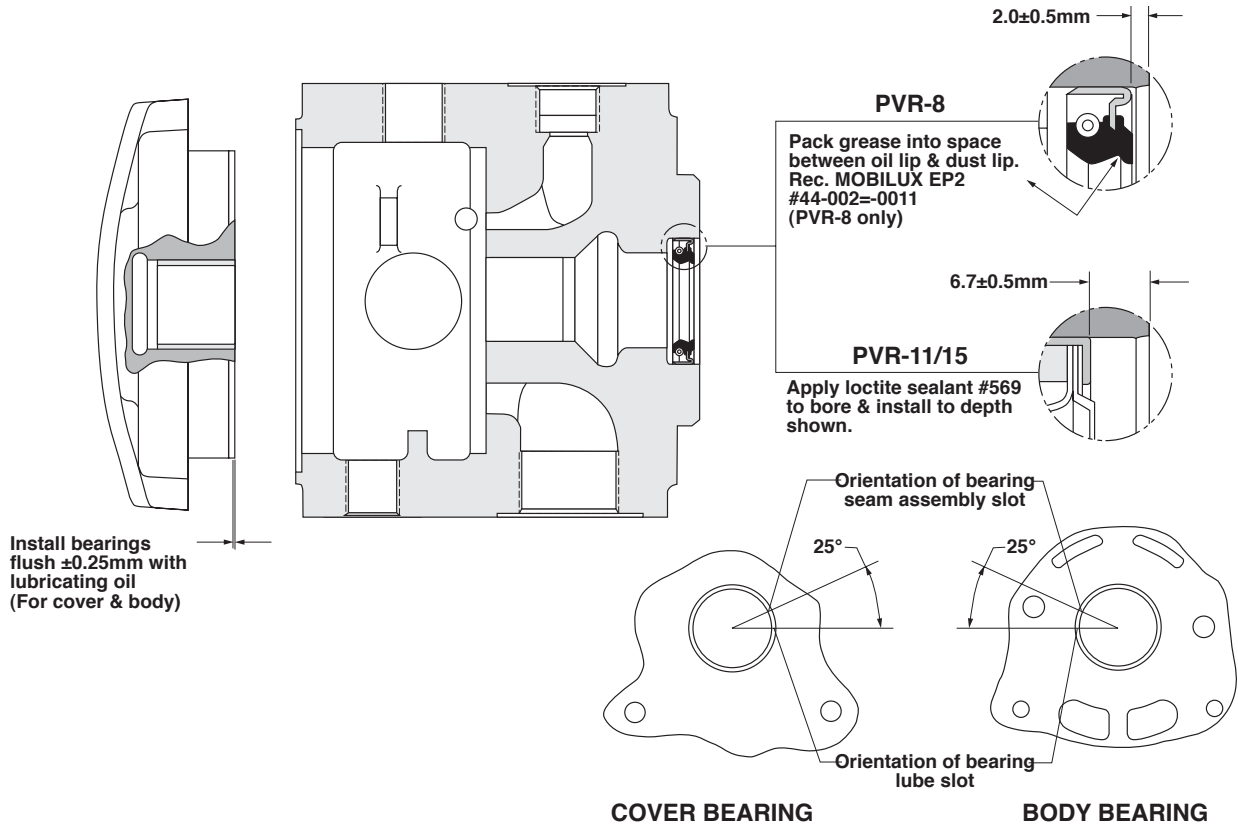 2.0±0.5mm
PVR-8
Pack grease into space
between oil lip & dust lip.
Rec. MOBILUX EP2
#44-002=-0011
(PVR-8 only)
6.7±0.5mm
PVR-11/15
Apply loctite sealant #569
to bore & install to depth
shown.
Install bearings
flush ±0.25mm with
lubricating oil
(For cover & body)
Orientation of bearing
seam assembly slot
25°
25°
Orientation of bearing
lube slot
COVER BEARING
BODY BEARING